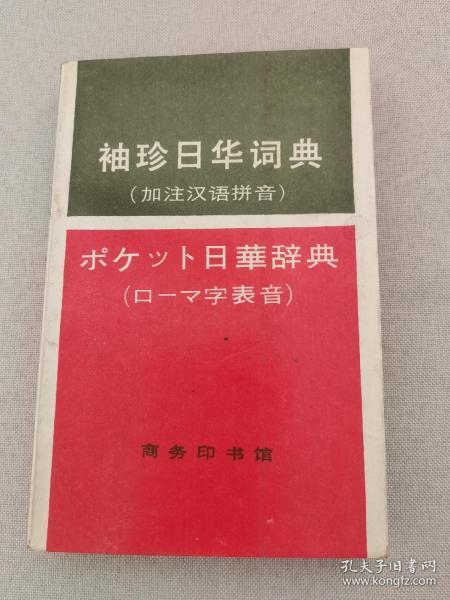 袖珍日华词典
(加注汉语拼音)
ポケット日華辞典
(ローマ字表音)
商务印书馆
孔夫子旧书网
www.kongfz.com